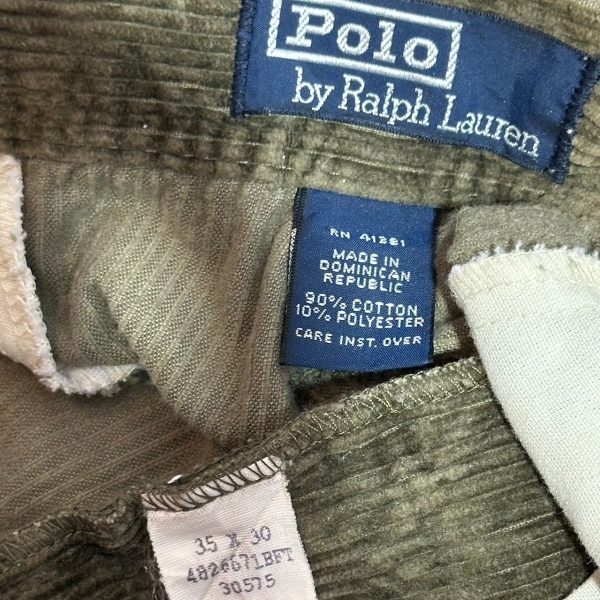 Polo
by Ralph Lauren
RN 41381
MADE IN
DOMINICAN
REPUBLIC
90% COTTON
10% POLYESTER
CARE INST. OVER
35 X 30
4826671BFT
30575